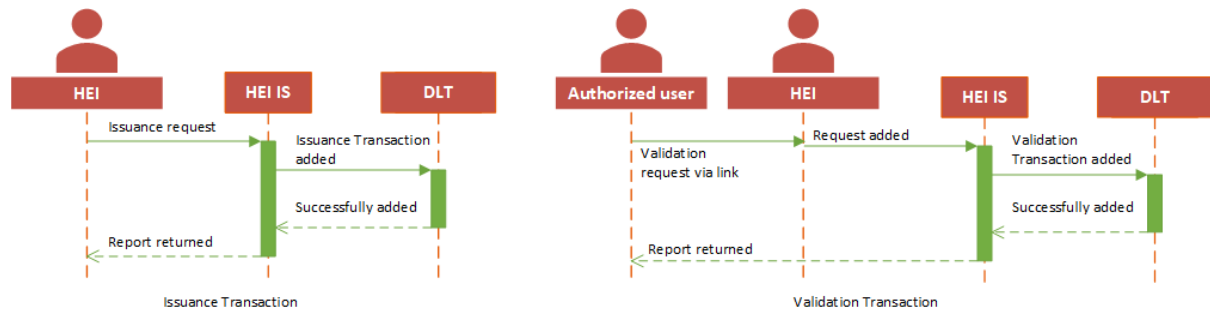 HEI
HEI IS
DLT
Issuance request
Issuance Transaction
added
Successfully added
Report returned
Issuance Transaction
Authorized user
HEI
HEI IS
DLT
Validation
request via link
Request added
Validation
Transaction added
Successfully added
Report returned
Validation Transaction